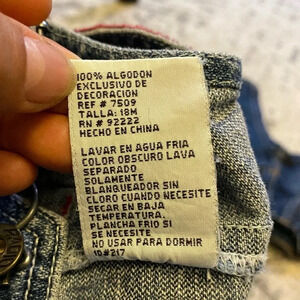 100% ALGODON
EXCLUSIVO DE
DECORACION
REF # 7509
TALLA: 18M
RN # 92222
HECHO EN CHINA
LAVAR EN AGUA FRIA
COLOR OBSCURO LAVA
SEPARADO
SOLAMENTE
BLANQUEADOR SIN
CLORO CUANDO NECESITE
SECAR EN BAJA
TEMPERATURA.
PLANCHA FRIO SI
SE NECESITE
NO USAR PARA DORMIR
ID#217